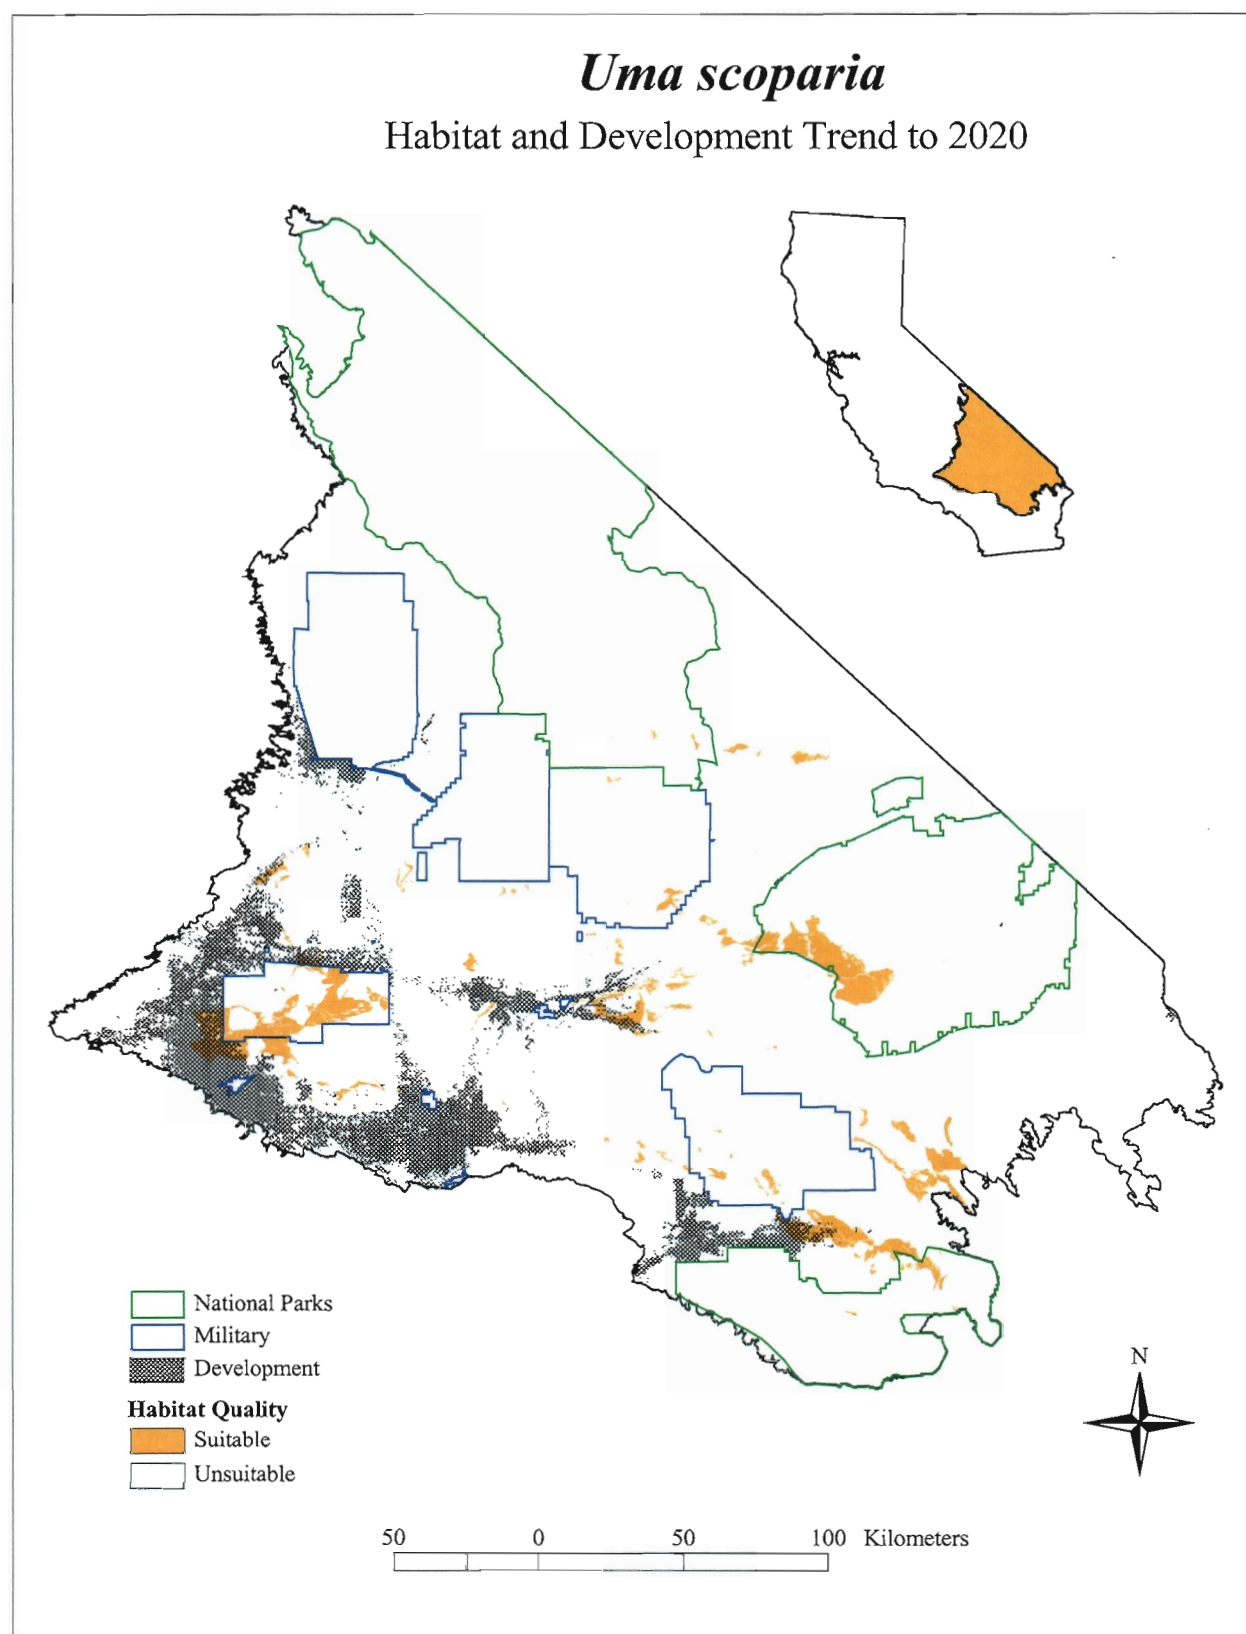 Uma scoparia
Habitat and Development Trend to 2020
National Parks
Military
Development
Habitat Quality
Suitable
Unsuitable
N
50 0 50 100 Kilometers